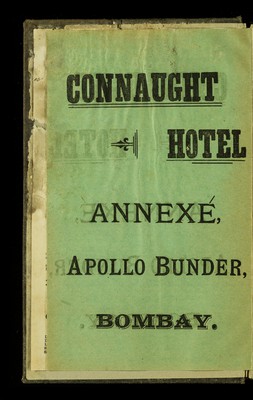 CONNAUGHT
HOTEL
ANNEXÉ,
APOLLO BUNDER,
BOMBAY.